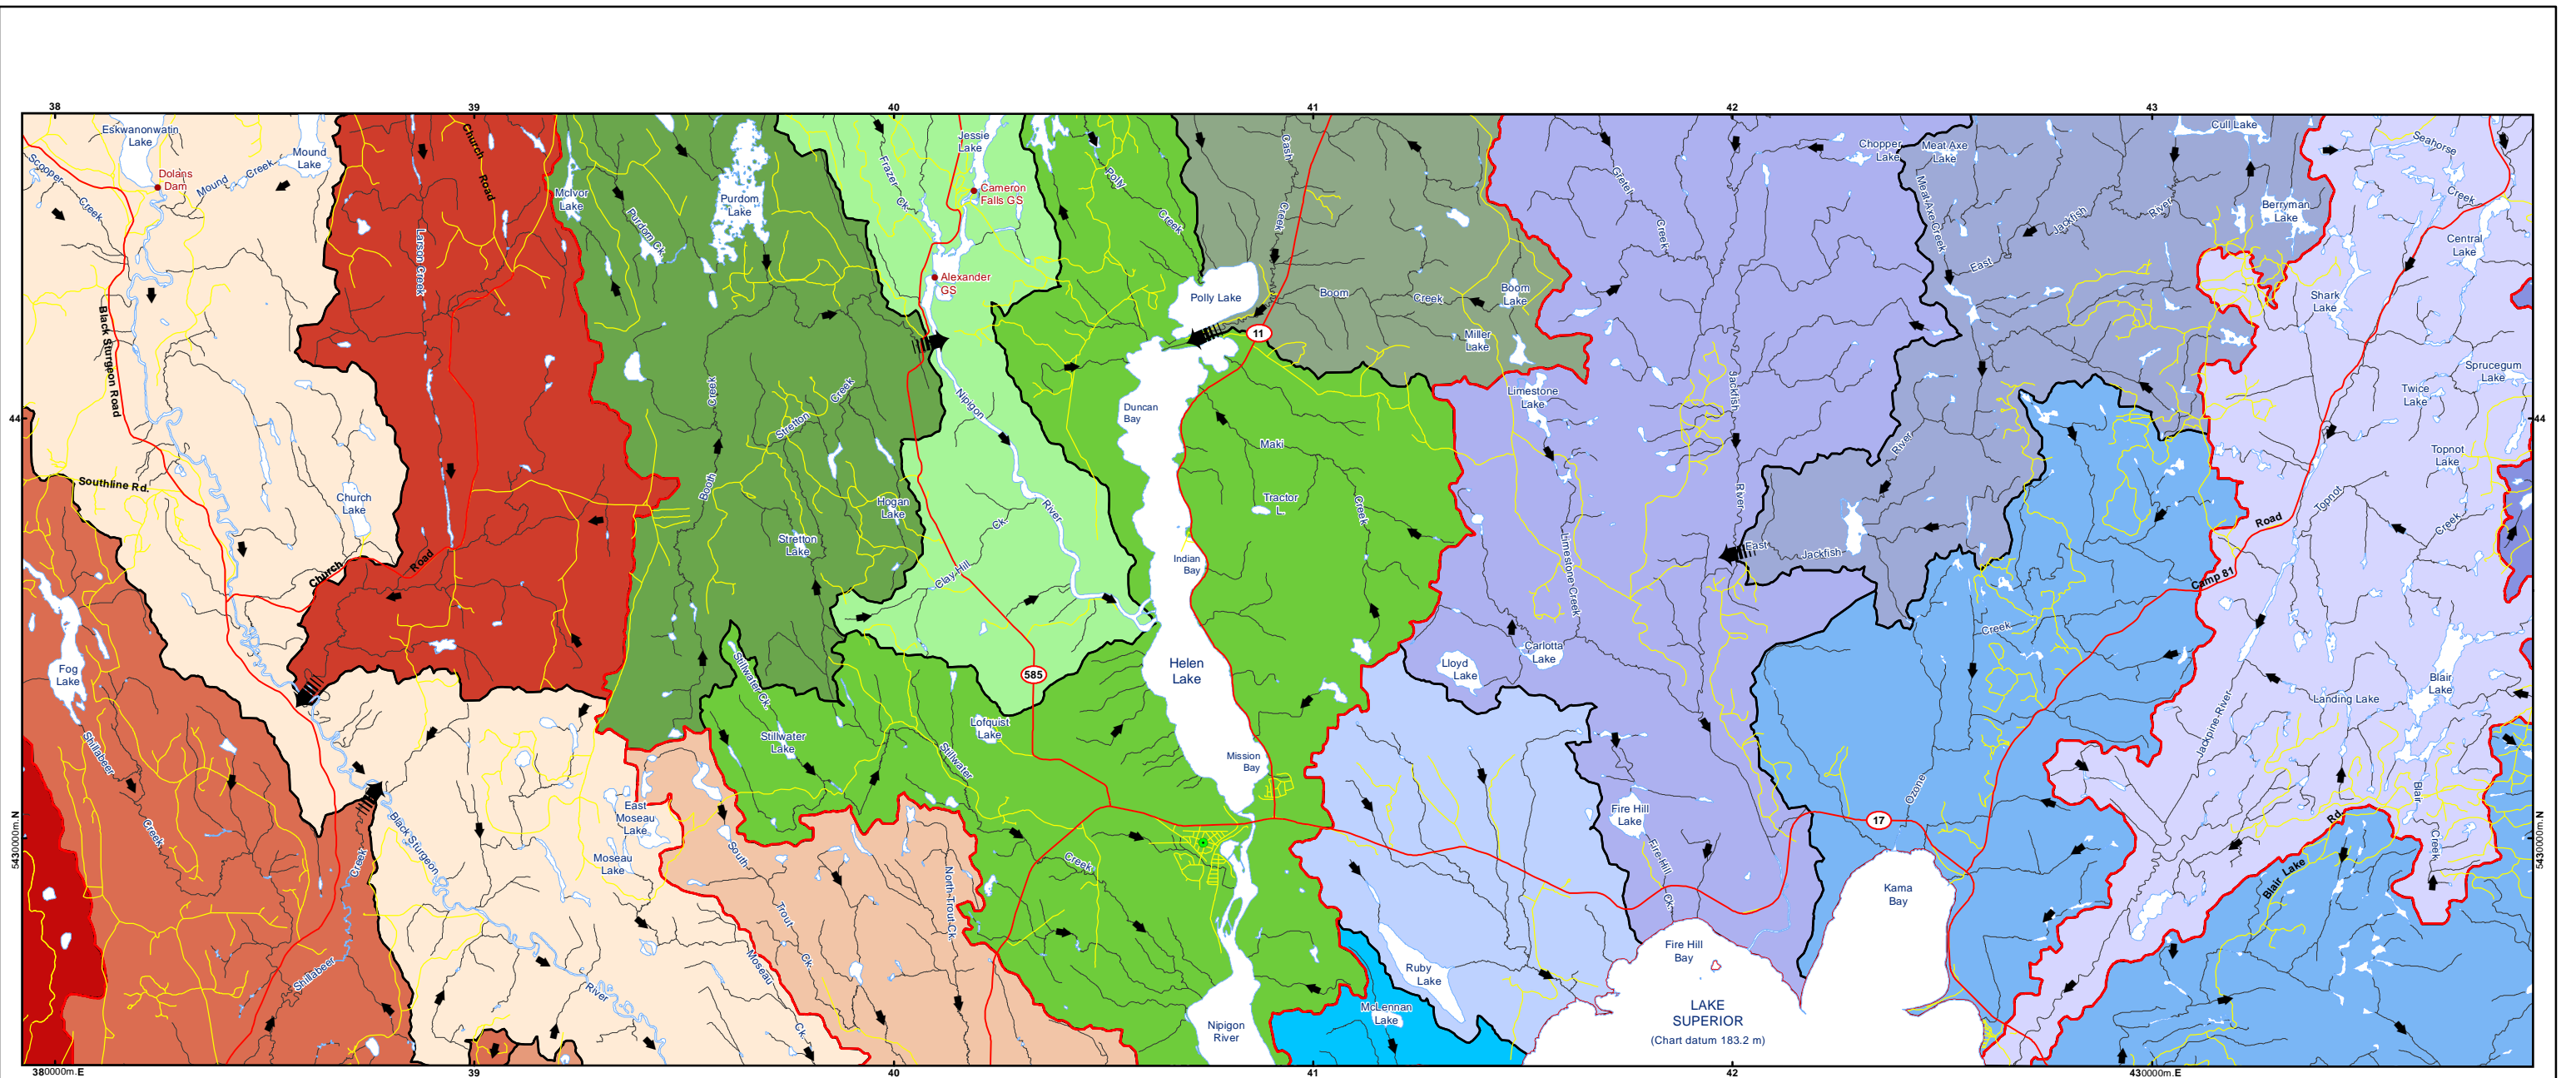 38
39
40
41
42
43
Eskwanonwatin
Lake
Mound
Lake
Scooper
Creek
Dolans
Dam
Mound
Creek
Church
Road
Larson Creek
McIvor
Lake
Purdom Ck.
Purdom
Lake
Frazer
Ck.
Jessie
Lake
Cameron
Falls GS
Alexander
GS
Polly
Creek
Cash
Creek
Polly Lake
Boom
Creek
Boom
Lake
Miller
Lake
11
Gretel
Creek
Chopper
Lake
Meat Axe
Lake
Meat Axe Creek
Cull Lake
Jackfish
River
East
Berryman
Lake
Seahorse
Creek
Central
Lake
Shark
Lake
Sprucegum
Lake
Twice
Lake
Topnot
Lake
Black Sturgeon Road
44
44
Southline Rd.
Church
Lake
Church
Road
Booth
Creek
Stretton
Creek
Hogan
Lake
Stretton
Lake
Nipigon
River
Clay Hill
Ck.
Duncan
Bay
Maki
Creek
Tractor
L.
Indian
Bay
Limestone
Lake
Limestone Creek
Jackfish
River
East
Jackfish
River
Topnot
Creek
Camp 81
Road
Fog
Lake
Stillwater Ck.
Stillwater
Lake
585
Lofquist
Lake
Stillwater
Creek
Helen
Lake
Mission
Bay
Lloyd
Lake
Carlotta
Lake
Creek
Ozone
Jackpine River
Landing Lake
Blair
Lake
Shillabeer
Creek
Shillabeer
Creek
Black Sturgeon
River
East
Moseau
Lake
Moseau
Lake
South
Trout
Ck.
North Trout Ck.
Moseau
Ck.
Fire Hill
Lake
Fire Hill
Ck.
17
Kama
Bay
Blair Lake
Rd.
Blair
Creek
Fire Hill
Bay
Ruby
Lake
McLennan
Lake
Nipigon
River
LAKE
SUPERIOR
(Chart datum 183.2 m)
5430000m.N
5430000m.N
380000m.E
39
40
41
42
430000m.E